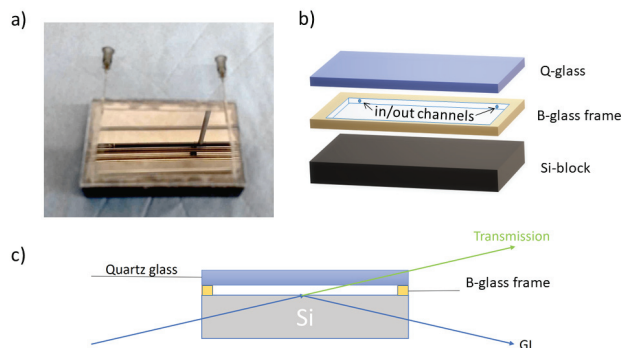 a)
b)
Q-glass
in/out channels
B-glass frame
Si-block
c)
Transmission
Quartz glass
B-glass frame
Si
GI